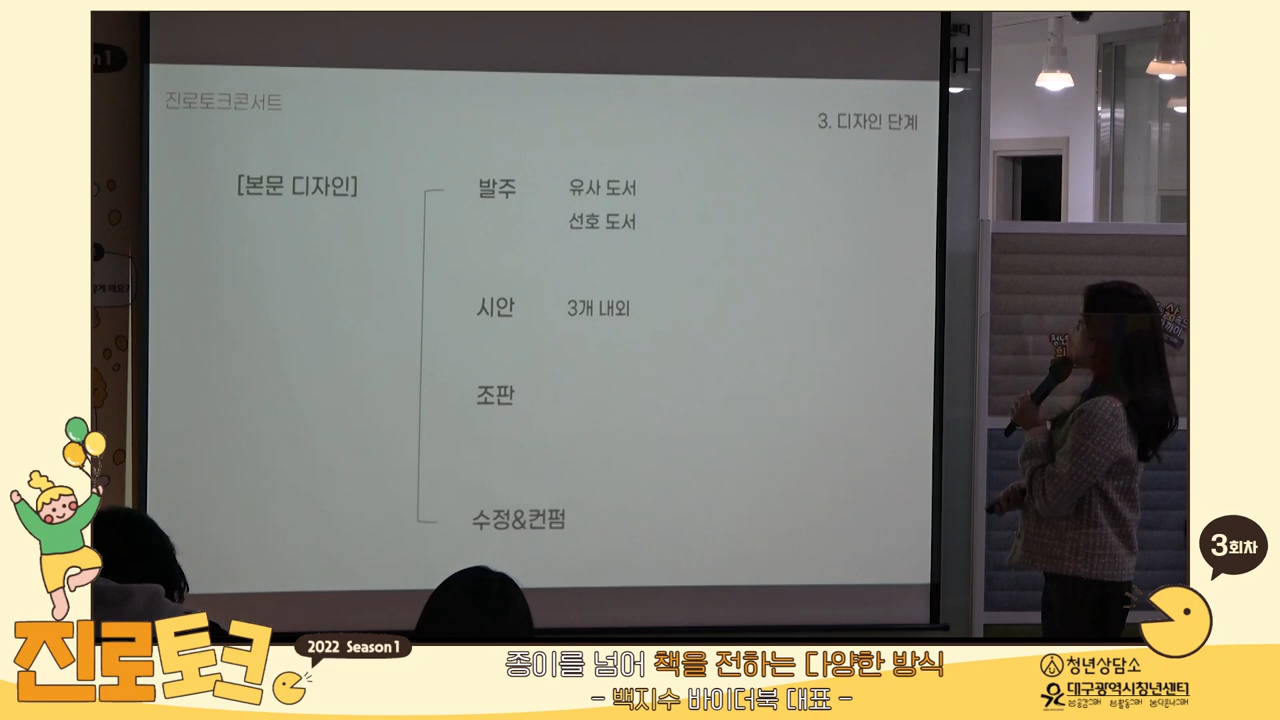 진로토크콘서트
3. 디자인 단계
[본문 디자인]
발주 유사 도서
선호 도서
시안 3개 내외
조판
수정&컨펌
3회차
진로토크
2022 Season1
종이를 넘어 책을 전하는 다양한 방식
- 백지수 바이더북 대표 -
청년상담소
대구광역시청년센터